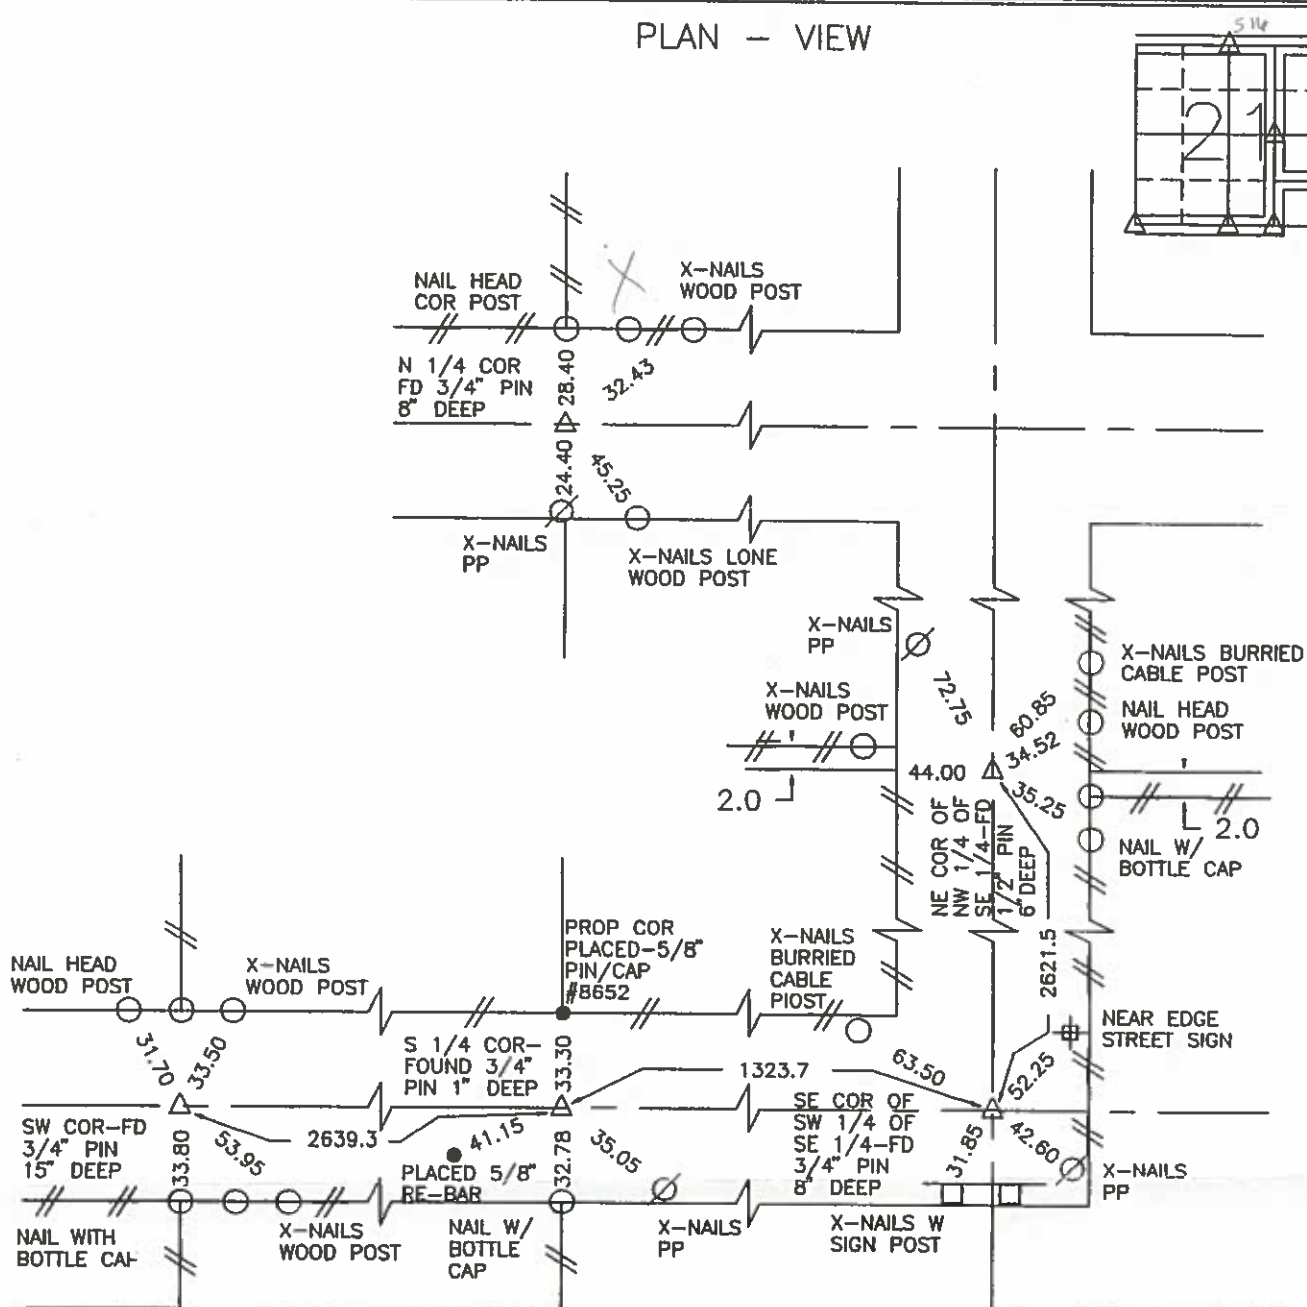 PLAN – VIEW
S 16
21
X
NAIL HEAD
COR POST
X-NAILS
WOOD POST
N 1/4 COR
FD 3/4" PIN
8" DEEP
28.40
32.43
24.40
45.25
X-NAILS
PP
X-NAILS LONE
WOOD POST
X-NAILS
PP
72.75
X-NAILS
WOOD POST
X-NAILS BURRIED
CABLE POST
NAIL HEAD
WOOD POST
60.85
34.52
44.00
35.25
2.0
2.0
NAIL W/
BOTTLE CAP
NE COR OF
NW 1/4 OF
SE 1/4-FD
1/2" PIN
6" DEEP
2621.5
NAIL HEAD
WOOD POST
X-NAILS
WOOD POST
PROP COR
PLACED-5/8"
PIN/CAP
#8652
X-NAILS
BURRIED
CABLE
PIOST
NEAR EDGE
STREET SIGN
31.70
33.50
S 1/4 COR-
FOUND 3/4"
PIN 1" DEEP
33.30
1323.7
63.50
52.25
SW COR-FD
3/4" PIN
15" DEEP
33.80
53.95
2639.3
41.15
PLACED 5/8"
RE-BAR
32.78
35.05
SE COR OF
SW 1/4 OF
SE 1/4-FD
3/4" PIN
8" DEEP
31.85
42.60
X-NAILS
PP
NAIL WITH
BOTTLE CA
X-NAILS
WOOD POST
NAIL W/
BOTTLE
CAP
X-NAILS
PP
X-NAILS W
SIGN POST